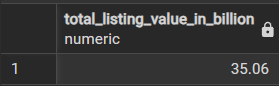 total_listing_value_in_billion
numeric
1 35.06